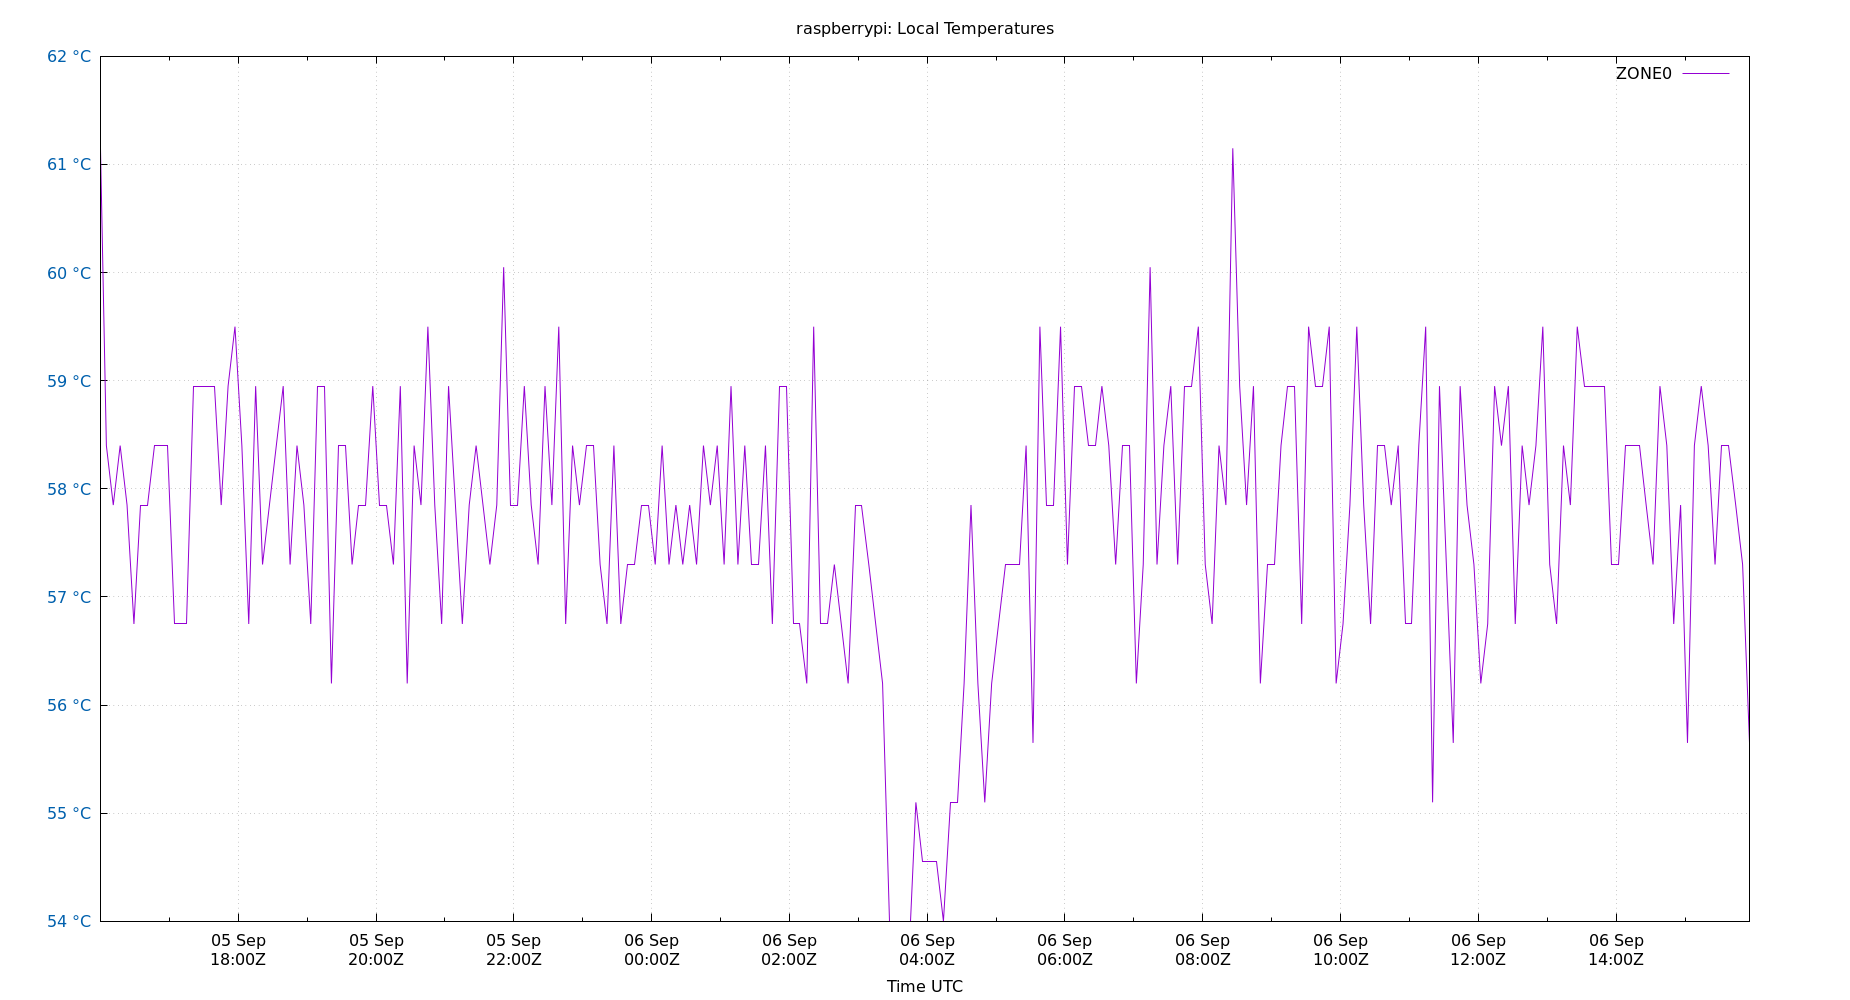 raspberrypi: Local Temperatures
62 °C
ZONE0
61 °C
60 °C
59 °C
58 °C
57 °C
56 °C
55 °C
54 °C
05 Sep 05 Sep 05 Sep 06 Sep 06 Sep 06 Sep 06 Sep 06 Sep 06 Sep 06 Sep 06 Sep
18:00Z 20:00Z 22:00Z 00:00Z 02:00Z 04:00Z 06:00Z 08:00Z 10:00Z 12:00Z 14:00Z
Time UTC